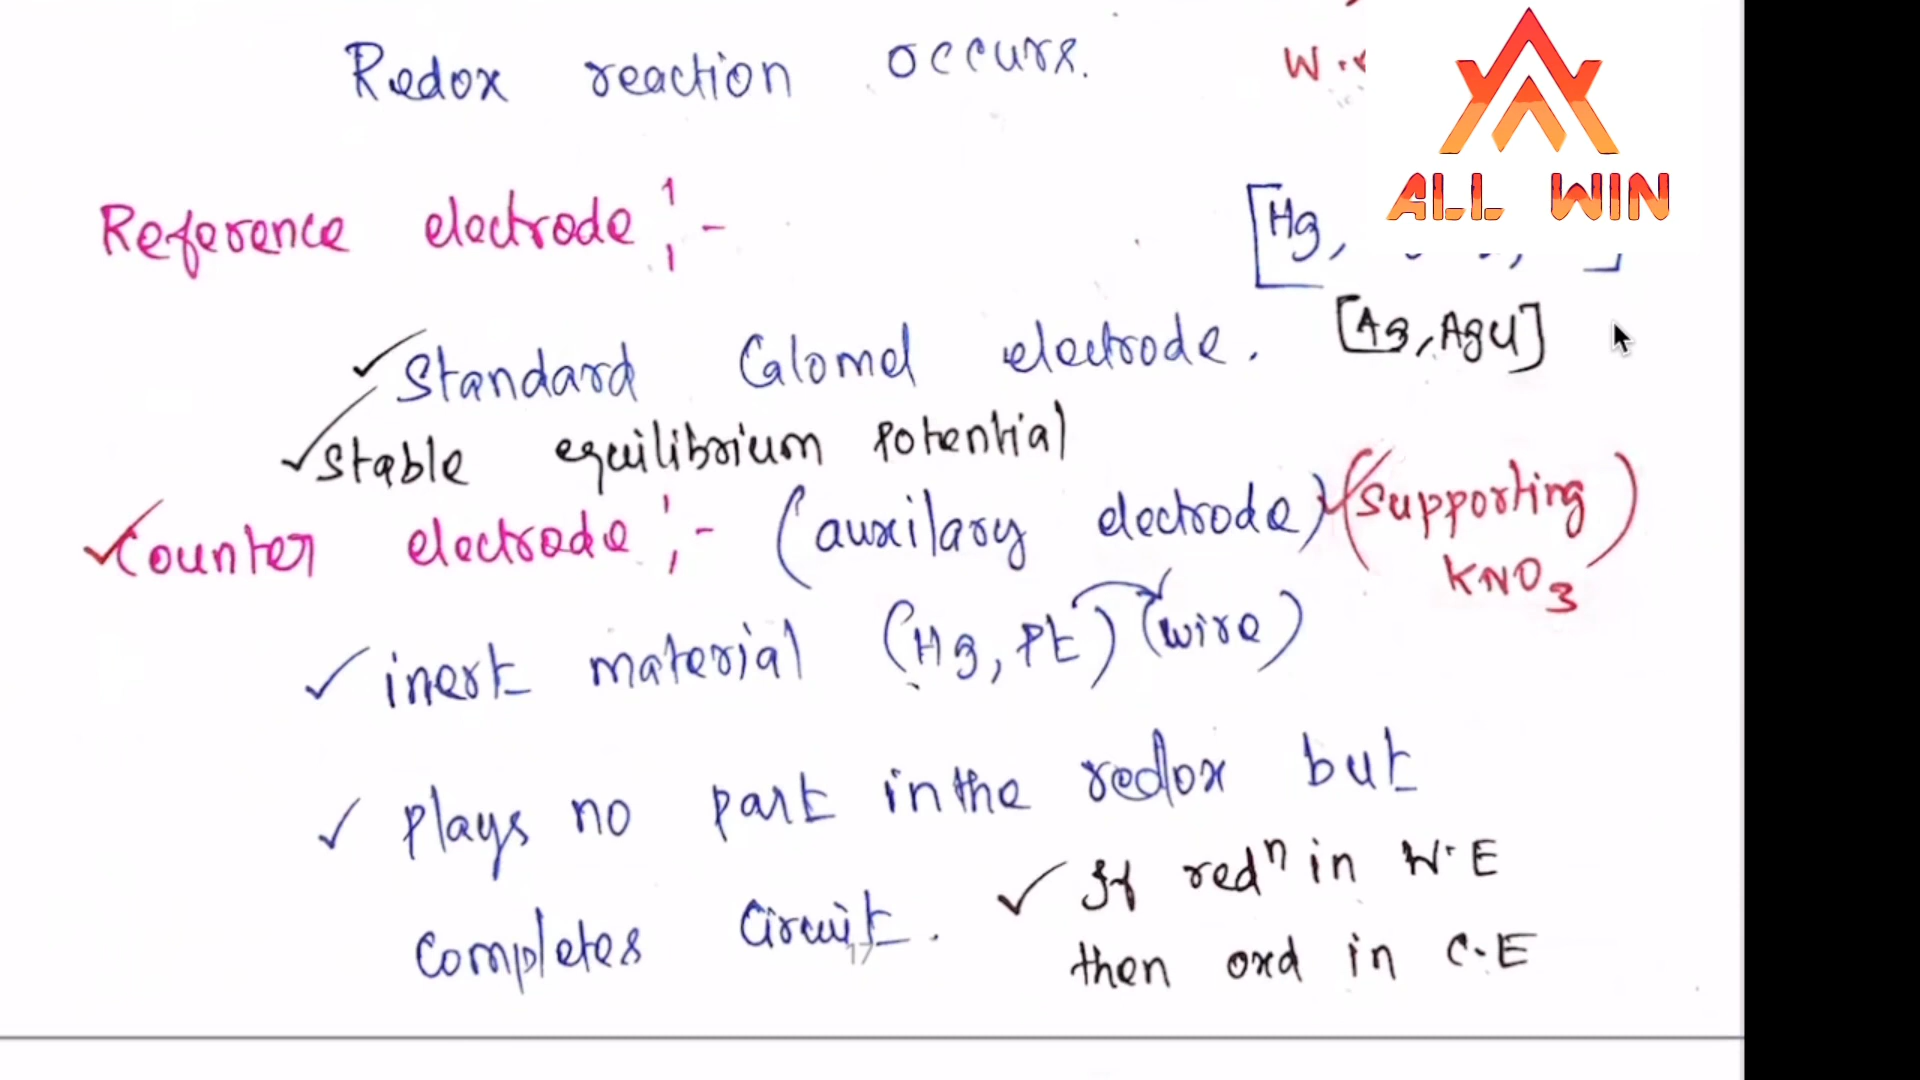 Redox reaction occurs.
W.
ALL WIN
Reference electrode :-
[Hg,
Standard Calomel electrode. [Ag, AgCl]
Stable equilibrium potential
Counter electrode :- (auxilary electrode) (Supporting
KNO3)
inert material (Hg, Pt) (wire)
plays no part in the redox but
completes circuit.
If redn in W.E
then oxd in C.E
17